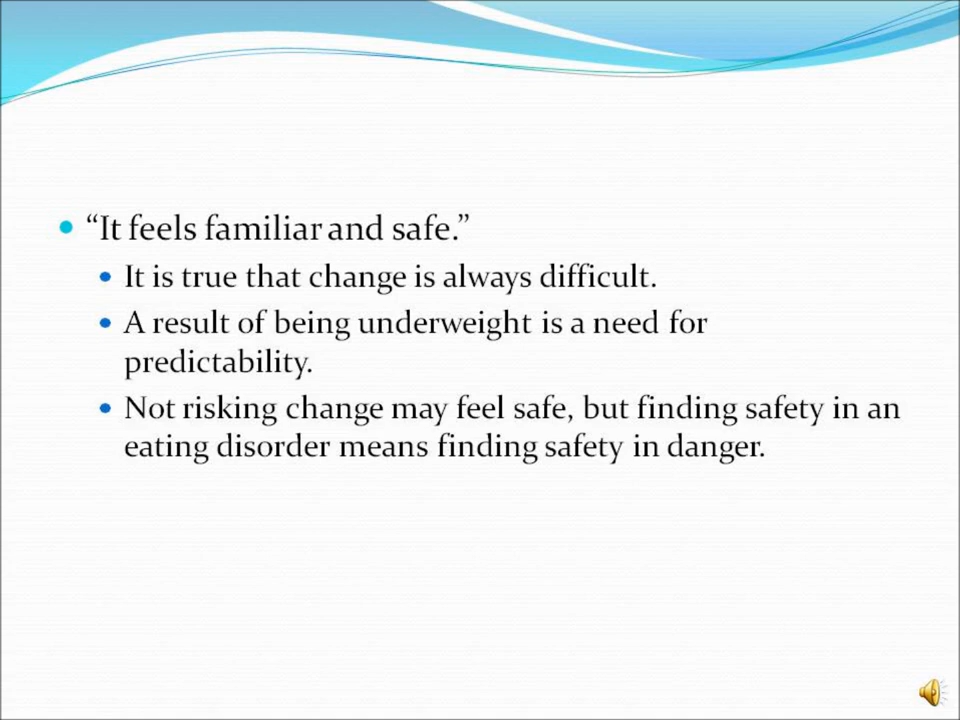 “It feels familiar and safe.”
It is true that change is always difficult.
A result of being underweight is a need for
predictability.
Not risking change may feel safe, but finding safety in an
eating disorder means finding safety in danger.